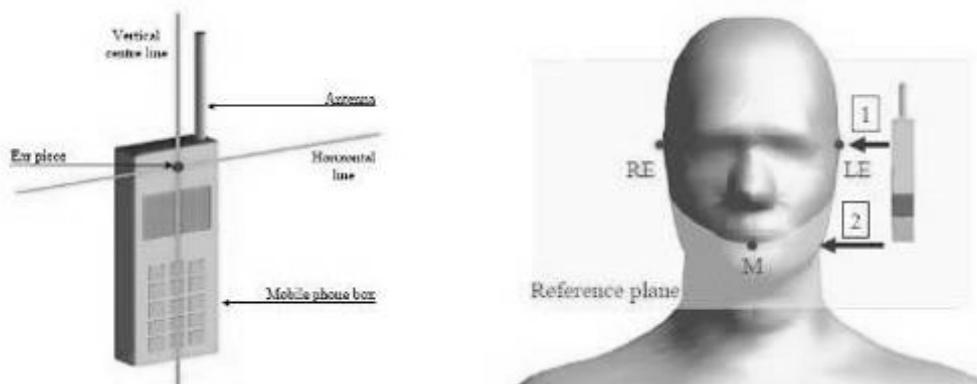 Vertical
centre line
Antenna
Ear piece
Horizontal
line
Mobile phone box
1
RE
LE
2
M
Reference plane